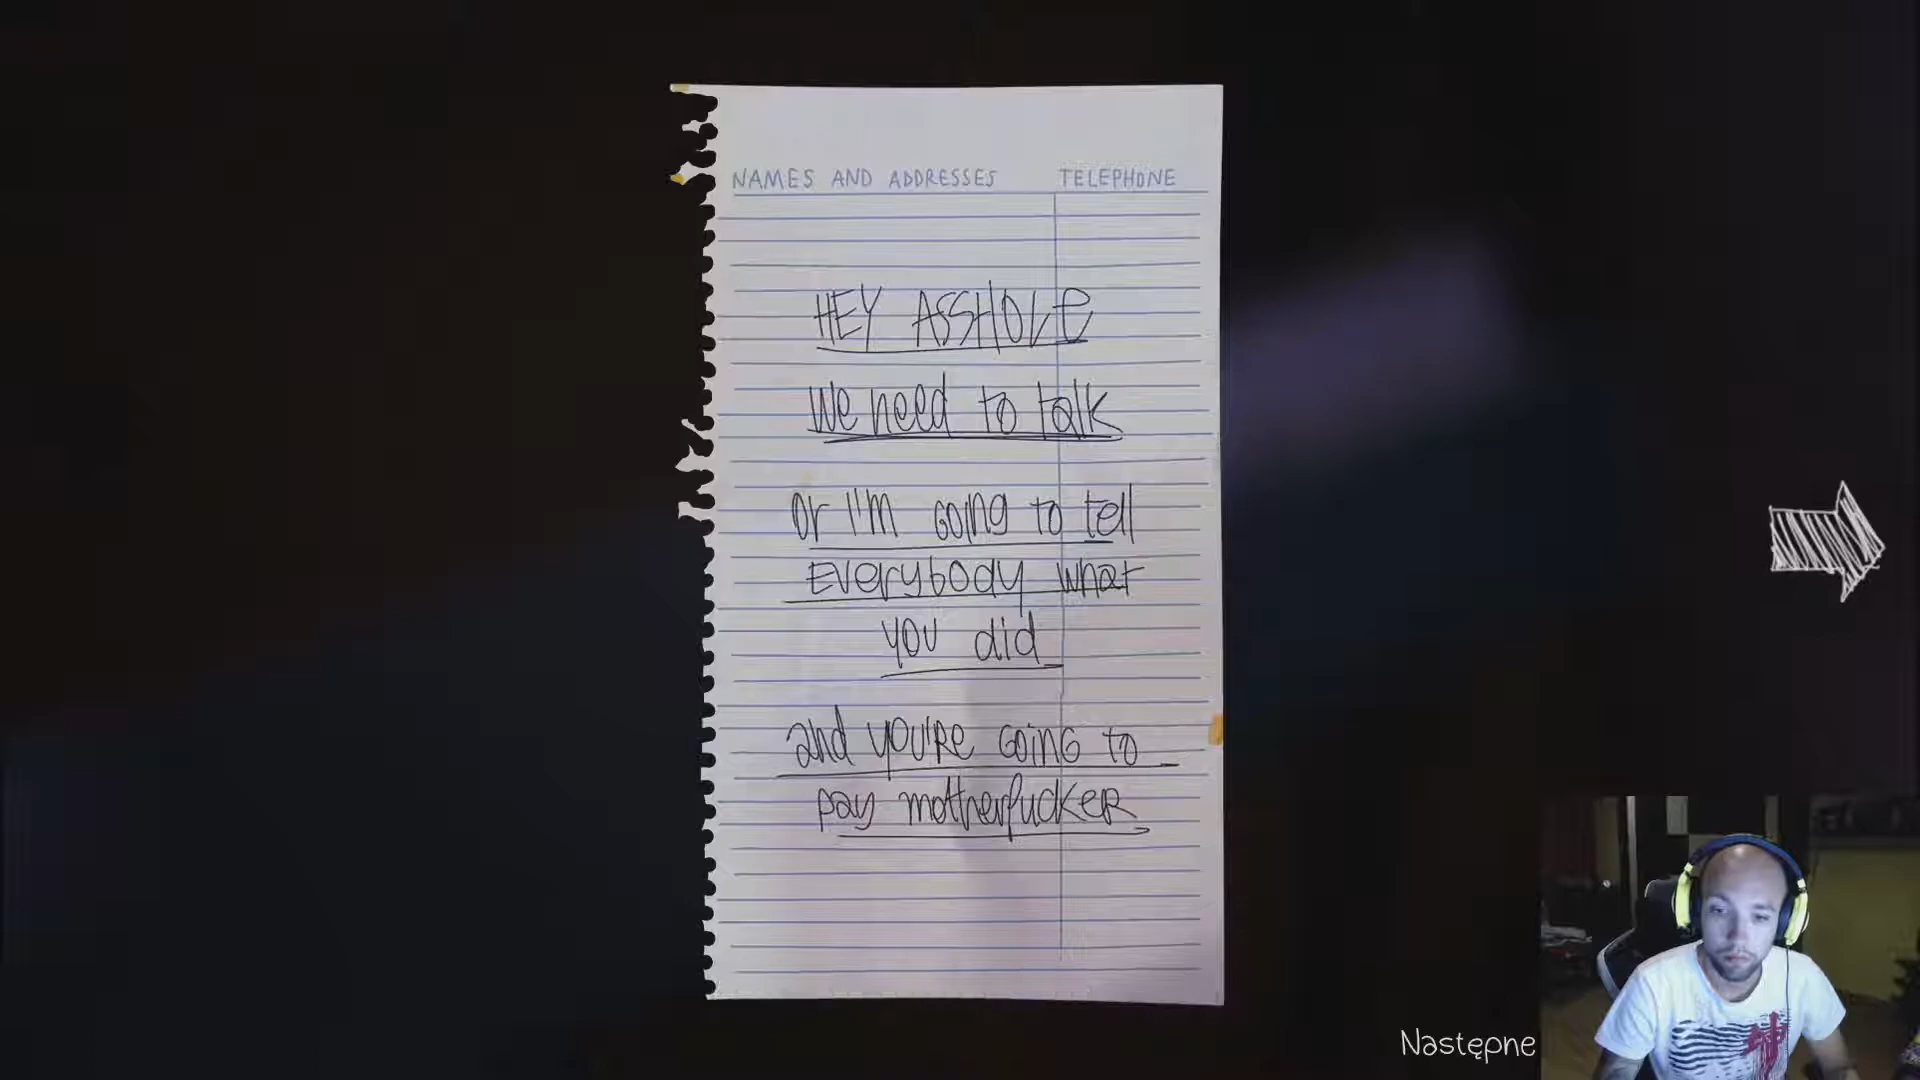 NAMES AND ADDRESSES TELEPHONE
HEY ASSHOLE
We need to talk
Or I'm going to tell
Everybody what
you did
and you're going to
pay motherfucker
Następne